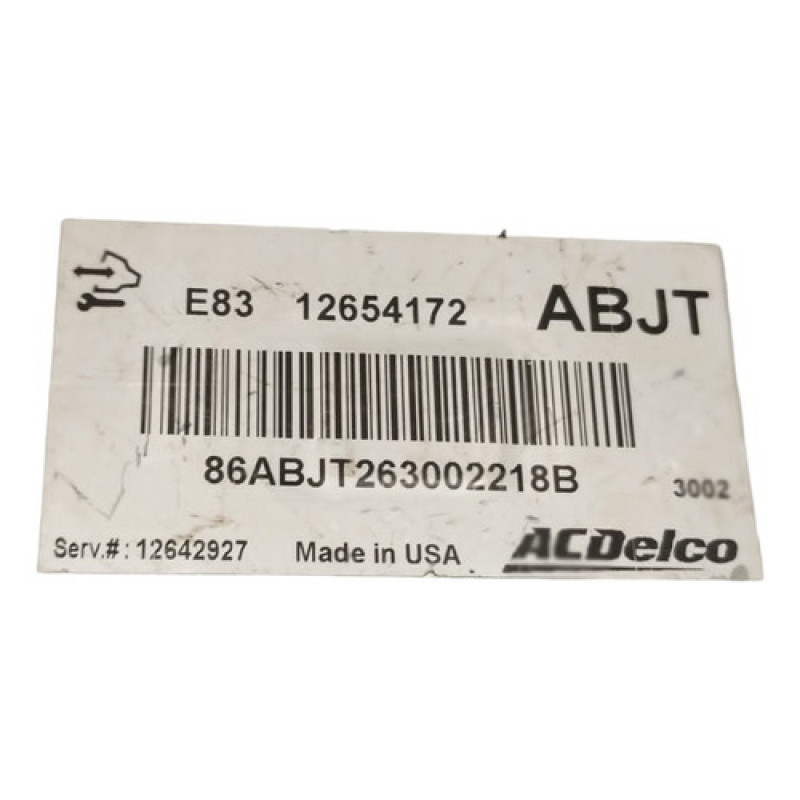 E83 12654172 ABJT
86ABJT263002218B 3002
Serv.#: 12642927 Made in USA ACDelco